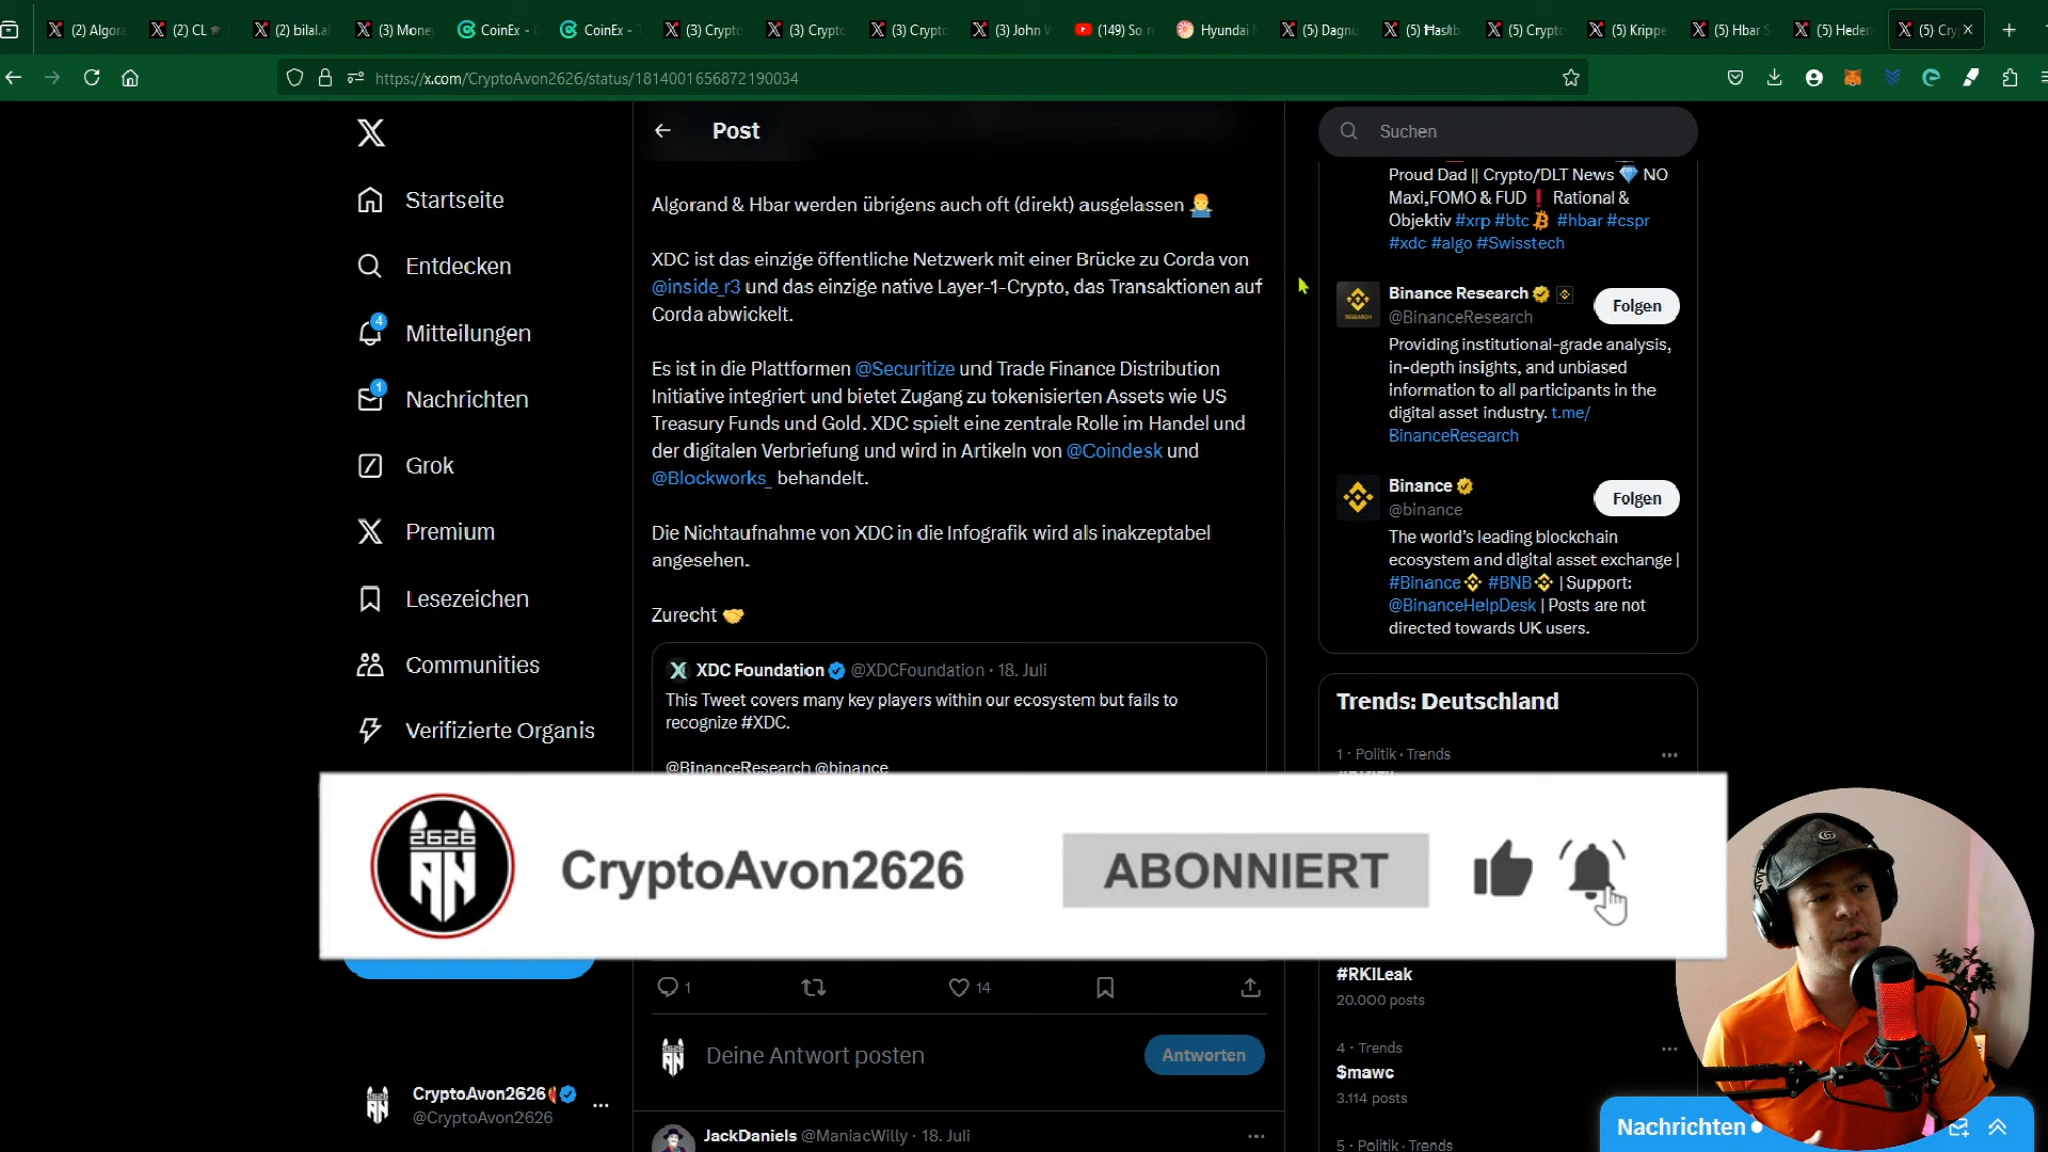 (2) Algora
(2) CL
(2) bilal.al
(3) Mone
CoinEx -
CoinEx -
(3) Crypto
(3) Crypto
(3) Crypto
(3) John W
(149) So
Hyundai
(5) Dagnu
(5) Hashb
(5) Crypto
(5) Krippe
(5) Hbar S
(5) Heder
(5) Cry
https://x.com/CryptoAvon2626/status/1814001656872190034
Startseite
Entdecken
4
Mitteilungen
1
Nachrichten
Grok
Premium
Lesezeichen
Communities
Verifizierte Organis
CryptoAvon2626
@CryptoAvon2626
Post
Algorand & Hbar werden übrigens auch oft (direkt) ausgelassen 🤷‍♂️
XDC ist das einzige öffentliche Netzwerk mit einer Brücke zu Corda von
@inside_r3 und das einzige native Layer-1-Crypto, das Transaktionen auf
Corda abwickelt.
Es ist in die Plattformen @Securitize und Trade Finance Distribution
Initiative integriert und bietet Zugang zu tokenisierten Assets wie US
Treasury Funds und Gold. XDC spielt eine zentrale Rolle im Handel und
der digitalen Verbriefung und wird in Artikeln von @Coindesk und
@Blockworks_ behandelt.
Die Nichtaufnahme von XDC in die Infografik wird als inakzeptabel
angesehen.
Zurecht 🤝
XDC Foundation @XDCFoundation · 18. Juli
This Tweet covers many key players within our ecosystem but fails to
recognize #XDC.
@BinanceResearch @binance
2626
CryptoAvon2626
ABONNIERT
1
14
Deine Antwort posten
Antworten
JackDaniels @ManiacWilly · 18. Juli
Suchen
Proud Dad || Crypto/DLT News 💎 NO
Maxi,FOMO & FUD ❗ Rational &
Objektiv #xrp #btc #hbar #cspr
#xdc #algo #Swisstech
Binance Research
@BinanceResearch
Folgen
Providing institutional-grade analysis,
in-depth insights, and unbiased
information to all participants in the
digital asset industry. t.me/
BinanceResearch
Binance
@binance
Folgen
The world's leading blockchain
ecosystem and digital asset exchange |
#Binance #BNB | Support:
@BinanceHelpDesk | Posts are not
directed towards UK users.
Trends: Deutschland
1 · Politik · Trends
#RKILeak
20.000 posts
4 · Trends
$mawc
3.114 posts
5 · Politik · Trends
Nachrichten